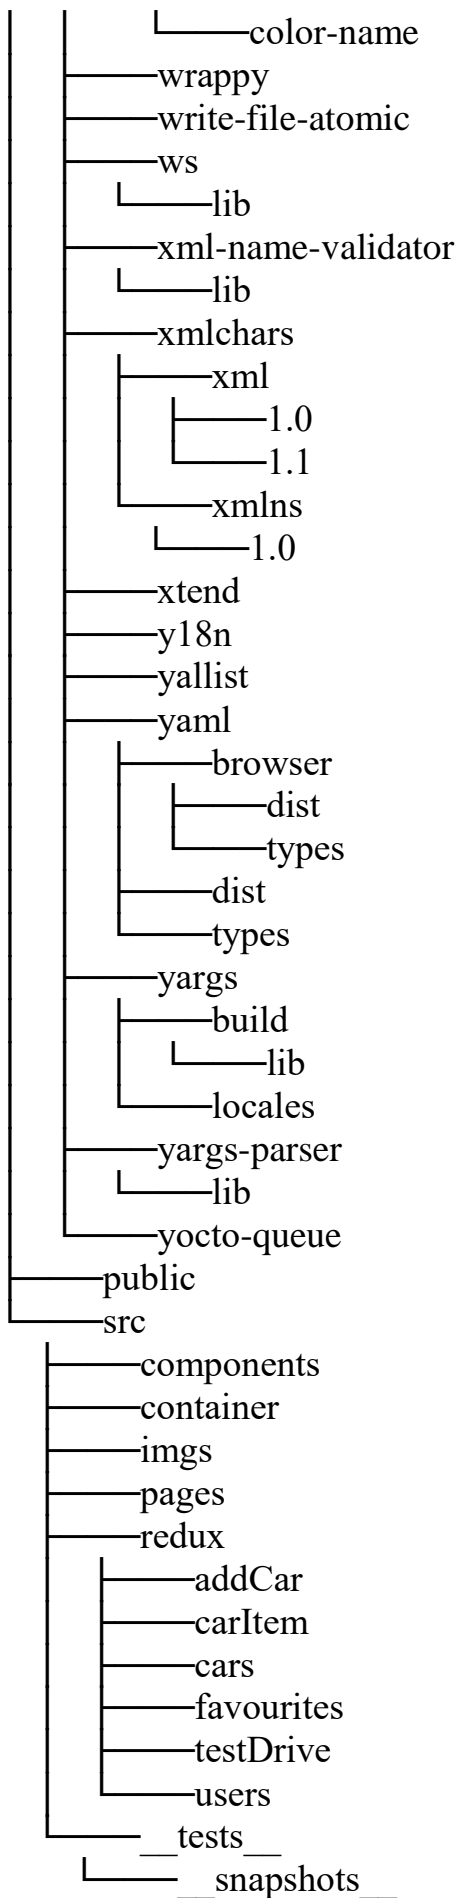 color-name
wrappy
write-file-atomic
ws
lib
xml-name-validator
lib
xmlchars
xml
1.0
1.1
xmlns
1.0
xtend
y18n
yallist
yaml
browser
dist
types
dist
types
yargs
build
lib
locales
yargs-parser
lib
yocto-queue
public
src
components
container
imgs
pages
redux
addCar
carItem
cars
favourites
testDrive
users
__tests__
__snapshots__